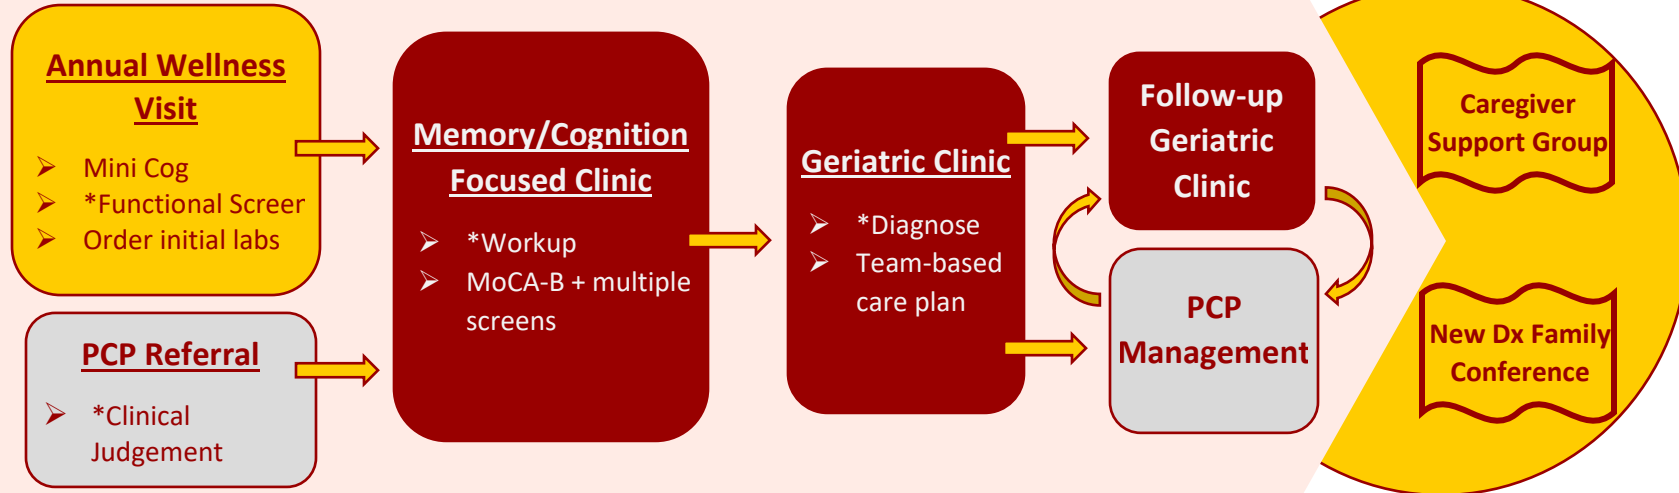 Annual Wellness
Visit
➢ Mini Cog
➢ *Functional Screen
➢ Order initial labs
PCP Referral
➢ *Clinical
Judgement
Memory/Cognition
Focused Clinic
➢ *Workup
➢ MoCA-B + multiple
screens
Geriatric Clinic
➢ *Diagnose
➢ Team-based
care plan
Follow-up
Geriatric
Clinic
PCP
Management
Caregiver
Support Group
New Dx Family
Conference